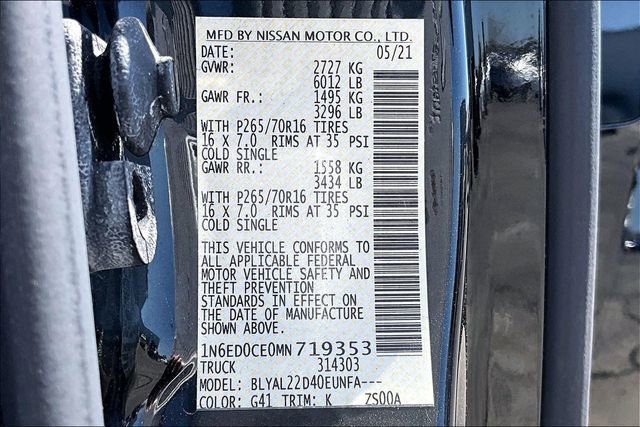 MFD BY NISSAN MOTOR CO., LTD.
DATE: 05/21
GVWR: 2727 KG
6012 LB
GAWR FR.: 1495 KG
3296 LB
WITH P265/70R16 TIRES
16 X 7.0 RIMS AT 35 PSI
COLD SINGLE
GAWR RR.: 1558 KG
3434 LB
WITH P265/70R16 TIRES
16 X 7.0 RIMS AT 35 PSI
COLD SINGLE
THIS VEHICLE CONFORMS TO
ALL APPLICABLE FEDERAL
MOTOR VEHICLE SAFETY AND
THEFT PREVENTION
STANDARDS IN EFFECT ON
THE DATE OF MANUFACTURE
SHOWN ABOVE.
1N6ED0CE0MN719353
TRUCK 314303
MODEL: BLYAL22D40EUNFA---
COLOR: G41 TRIM: K ZS00A